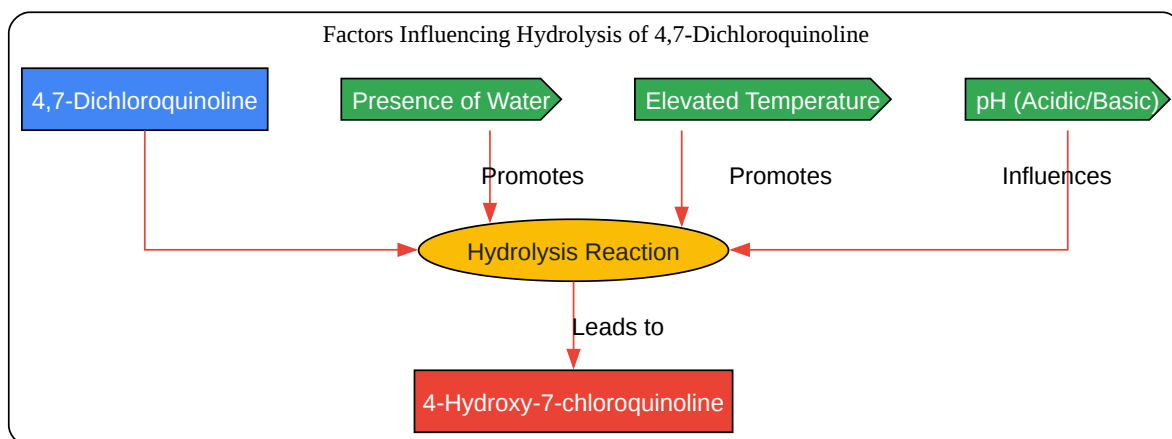 Factors Influencing Hydrolysis of 4,7-Dichloroquinoline
4,7-Dichloroquinoline
Presence of Water
Elevated Temperature
pH (Acidic/Basic)
Promotes
Promotes
Influences
Hydrolysis Reaction
Leads to
4-Hydroxy-7-chloroquinoline